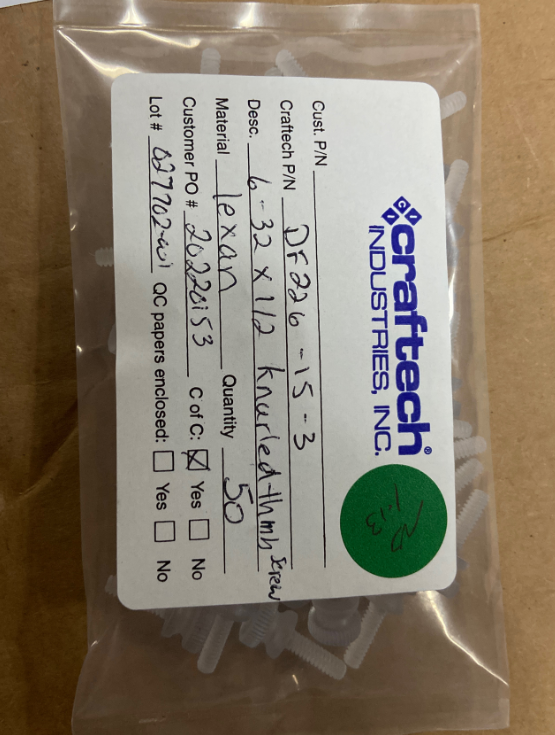 craftech®
INDUSTRIES, INC.
Cust. P/N
Craftech P/N DF226-15-3
Desc. 6-32 x 1/2 knurled thmb screw
Material lexan Quantity 50
Customer PO # 20220153 C of C: ☒ Yes ☐ No
Lot # QC papers enclosed: ☐ Yes ☐ No